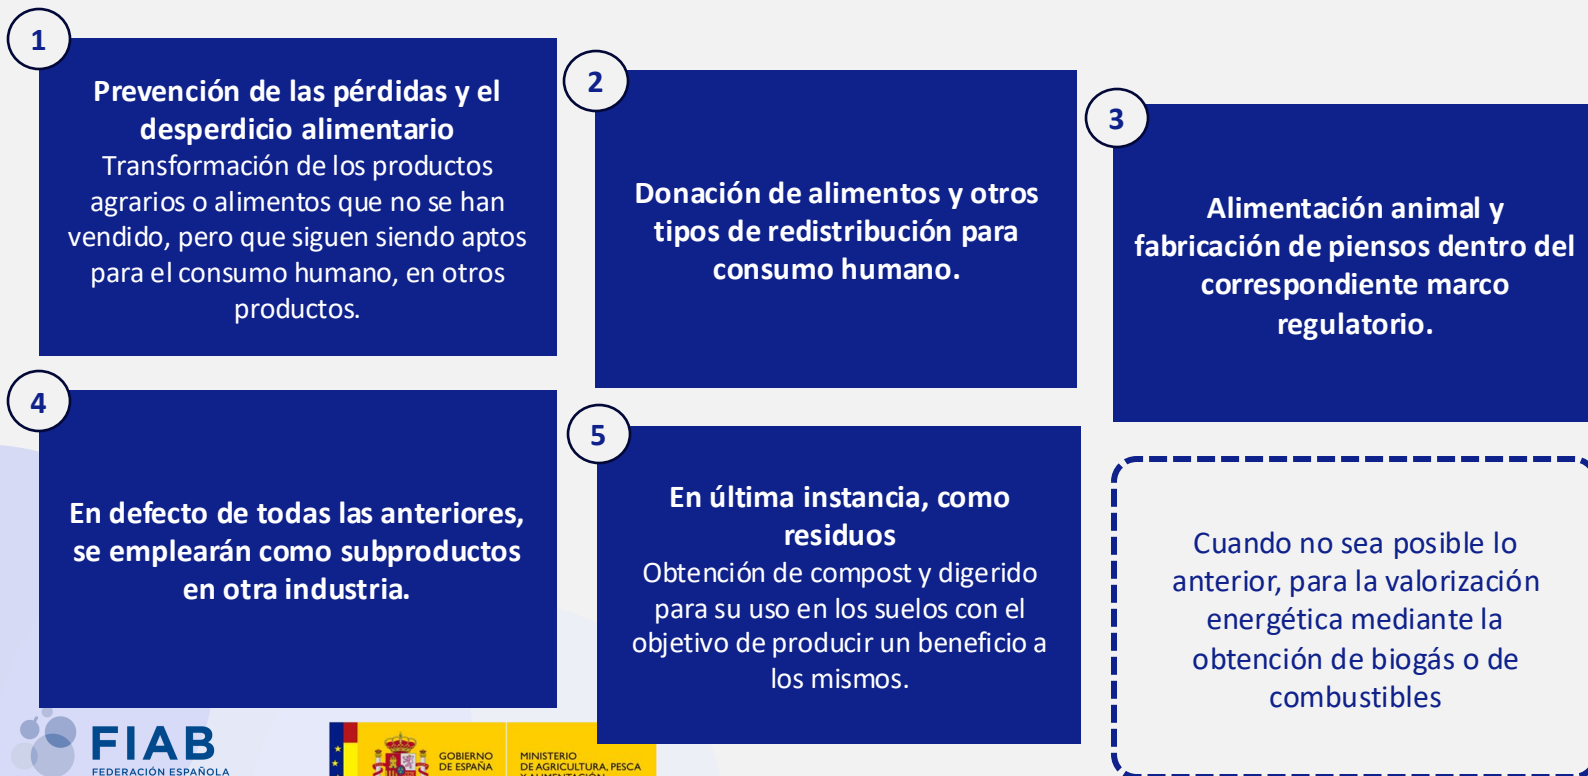 1
Prevención de las pérdidas y el
desperdicio alimentario
Transformación de los productos
agrarios o alimentos que no se han
vendido, pero que siguen siendo aptos
para el consumo humano, en otros
productos.
2
Donación de alimentos y otros
tipos de redistribución para
consumo humano.
3
Alimentación animal y
fabricación de piensos dentro del
correspondiente marco
regulatorio.
4
En defecto de todas las anteriores,
se emplearán como subproductos
en otra industria.
5
En última instancia, como
residuos
Obtención de compost y digerido
para su uso en los suelos con el
objetivo de producir un beneficio a
los mismos.
Cuando no sea posible lo
anterior, para la valorización
energética mediante la
obtención de biogás o de
combustibles
FIAB
FEDERACIÓN ESPAÑOLA
GOBIERNO
DE ESPAÑA
MINISTERIO
DE AGRICULTURA, PESCA
Y ALIMENTACIÓN